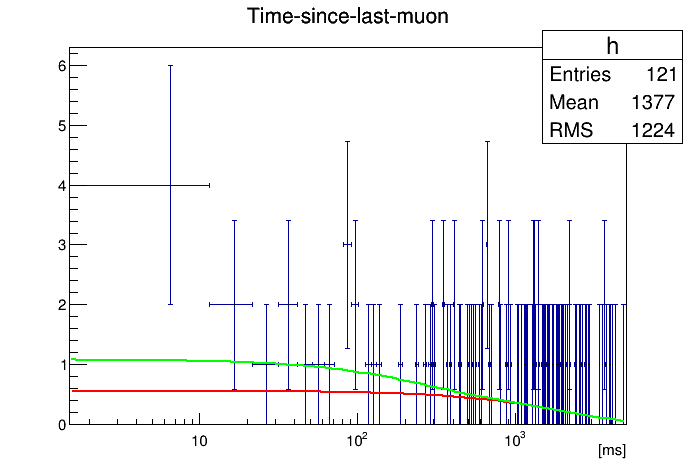 Time-since-last-muon
h
Entries 121
Mean 1377
RMS 1224
6
5
4
3
2
1
0
10
10²
10³
[ms]